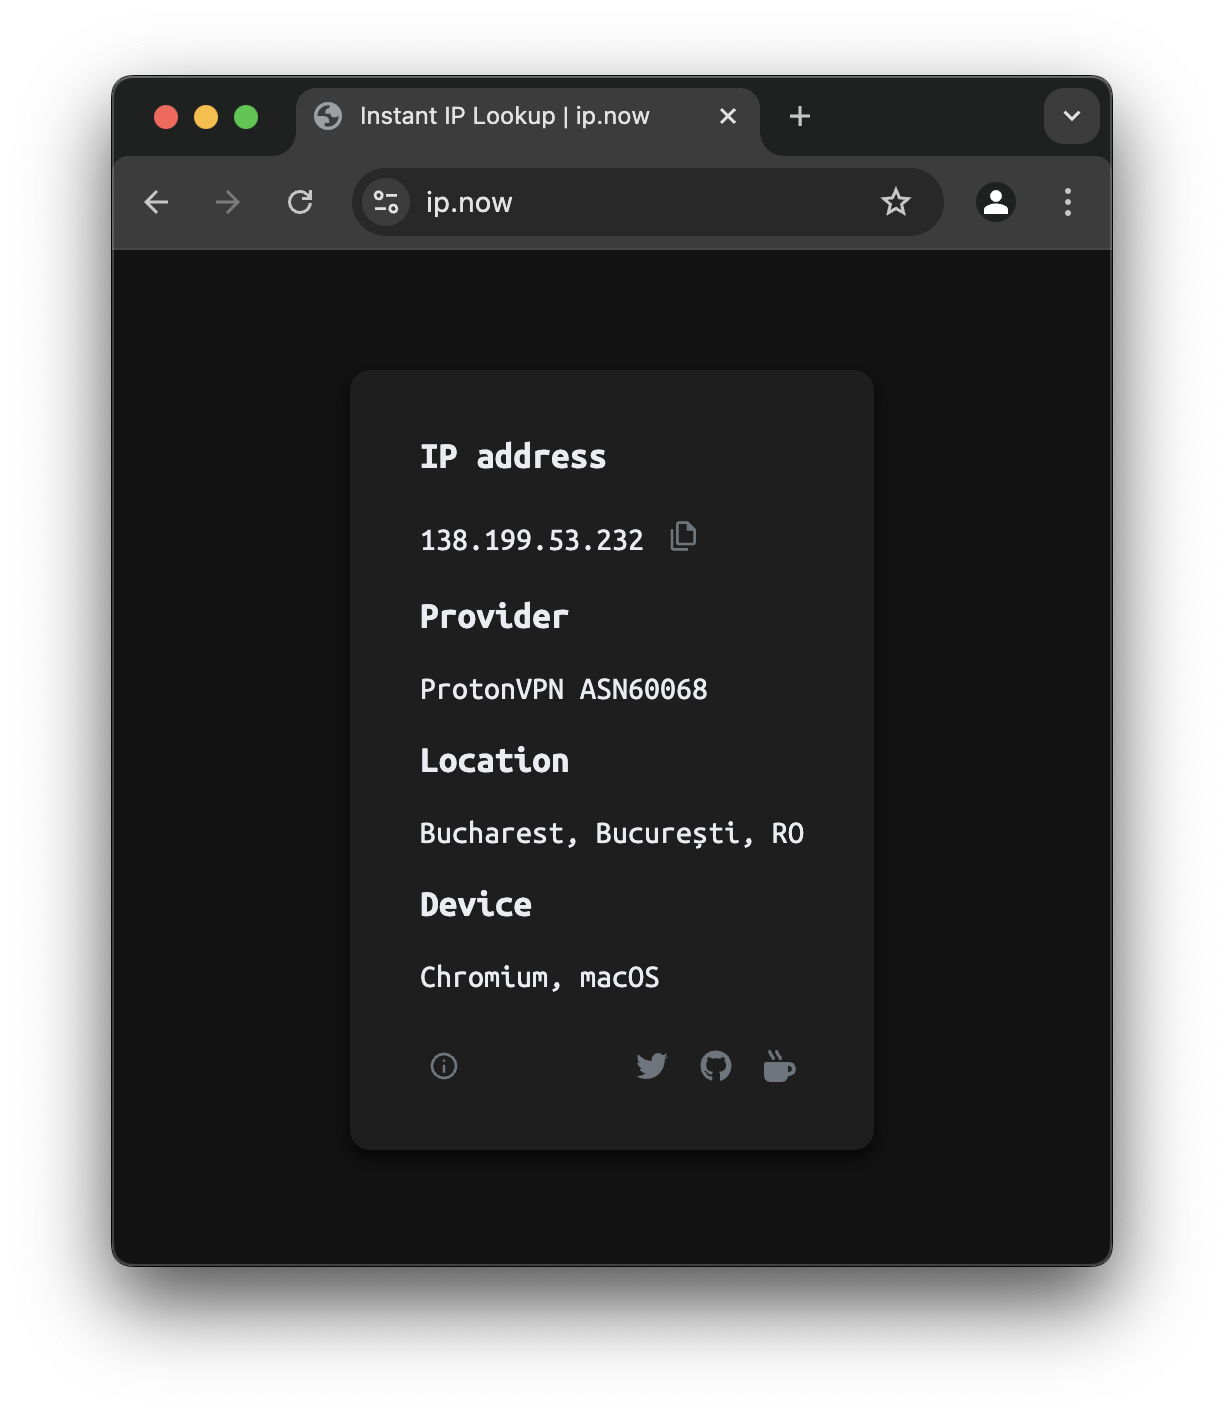 Instant IP Lookup | ip.now
ip.now
IP address
138.199.53.232
Provider
ProtonVPN ASN60068
Location
Bucharest, București, RO
Device
Chromium, macOS